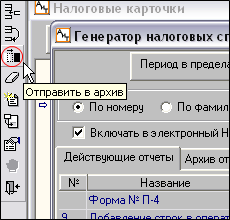 Налоговые карточки
Генератор налоговых сп
Период в предела
Отправить в архив
По номеру
По фамил
Включать в электронный Н
Действующие отчеты
Архив от
№
Название
Форма № П-4
9
Добавление строк в операт